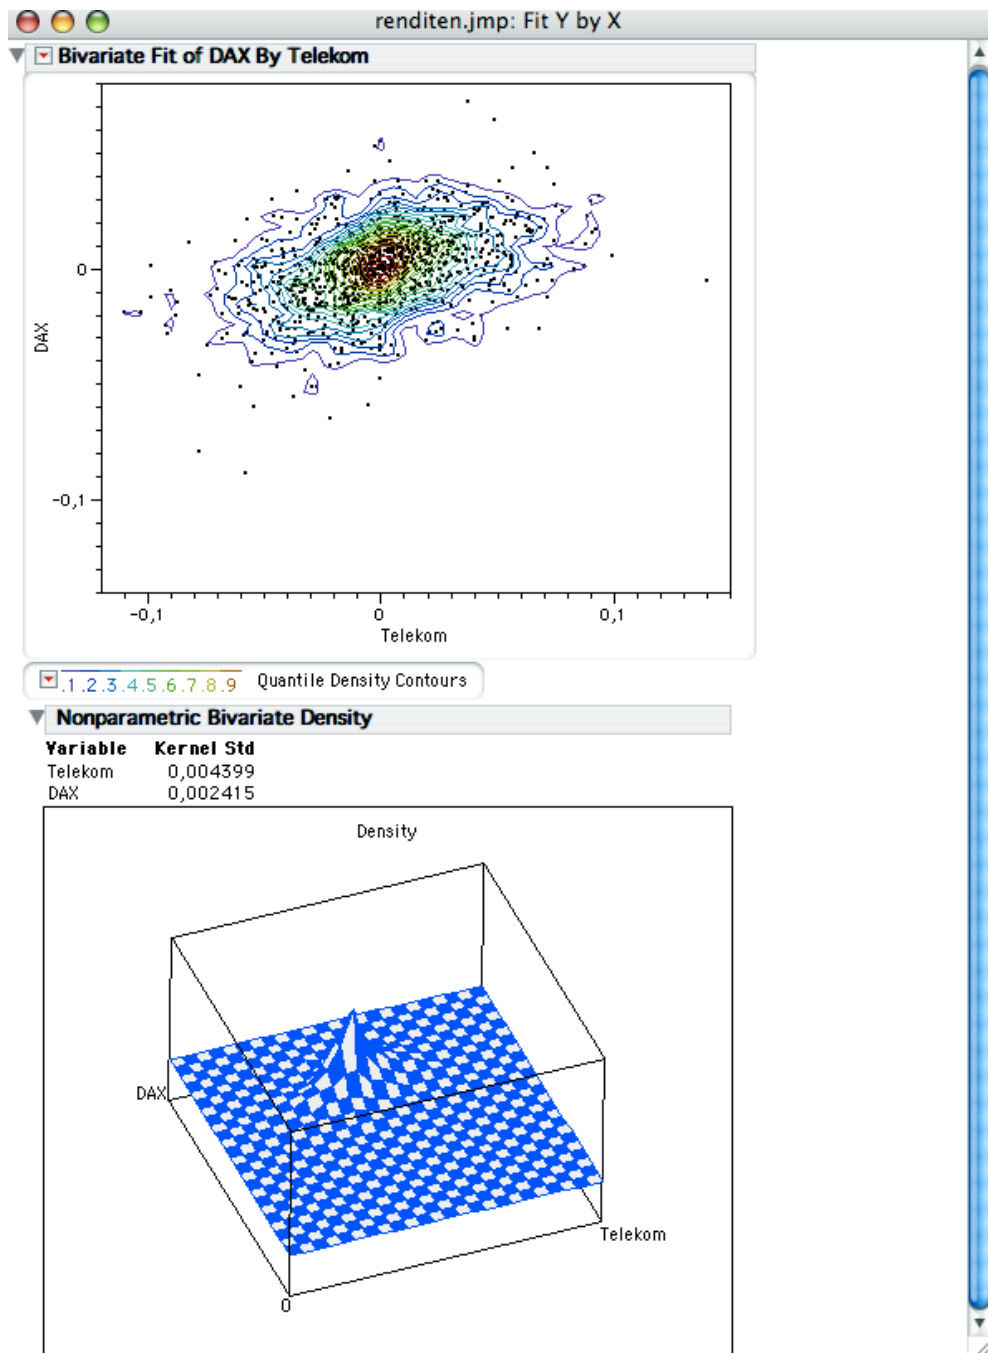 renditen.jmp: Fit Y by X
Bivariate Fit of DAX By Telekom
DAX
0
-0,1
-0,1
0
0,1
Telekom
.1 .2 .3 .4 .5 .6 .7 .8 .9 Quantile Density Contours
Nonparametric Bivariate Density
Variable Kernel Std
Telekom 0,004399
DAX 0,002415
Density
DAX
Telekom
0